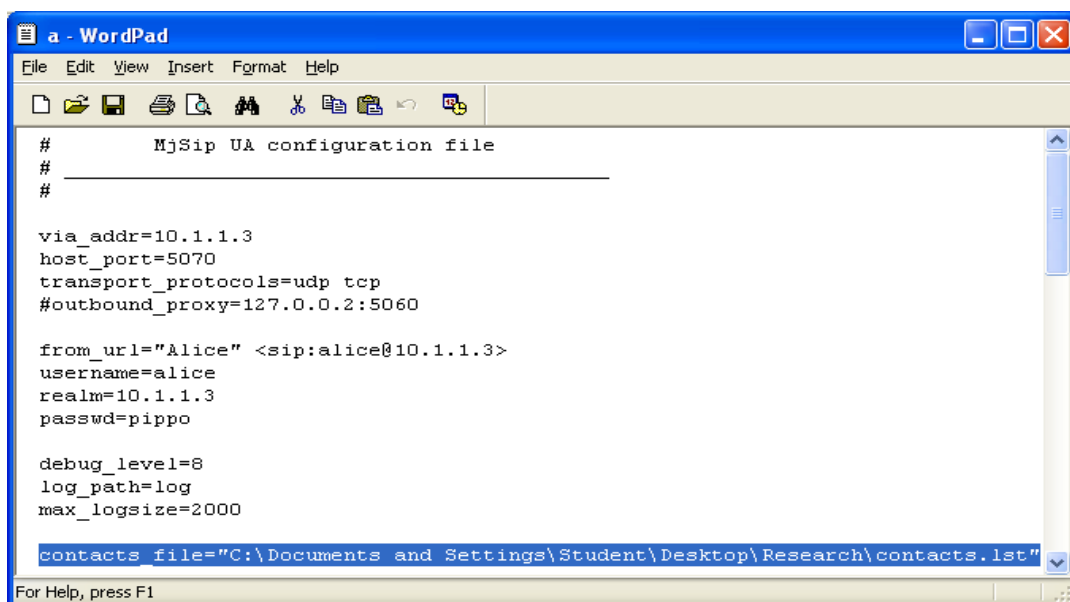 a - WordPad
File Edit View Insert Format Help
# MjSip UA configuration file
# ________________________________________
#
via_addr=10.1.1.3
host_port=5070
transport_protocols=udp tcp
#outbound_proxy=127.0.0.2:5060
from_url="Alice" <sip:alice@10.1.1.3>
username=alice
realm=10.1.1.3
passwd=pippo
debug_level=8
log_path=log
max_logsize=2000
contacts_file="C:\Documents and Settings\Student\Desktop\Research\contacts.lst"
For Help, press F1